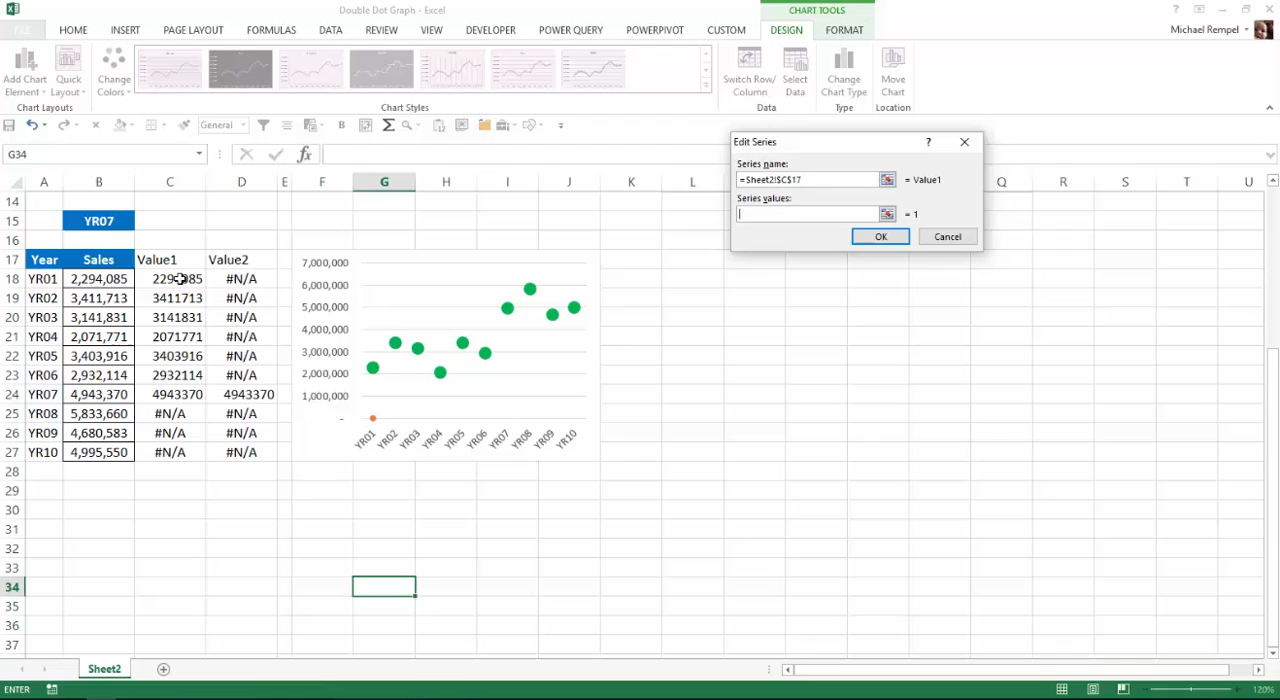 Double Dot Graph - Excel
CHART TOOLS
HOME INSERT PAGE LAYOUT FORMULAS DATA REVIEW VIEW DEVELOPER POWER QUERY POWERPIVOT CUSTOM DESIGN FORMAT
Michael Rempel
Add Chart Element
Quick Layout
Change Colors
Switch Row/ Column
Select Data
Change Chart Type
Move Chart
Chart Layouts
Chart Styles
Data
Type
Location
General
G34
fx
Edit Series ?
Series name:
=Sheet2!$C$17 = Value1
Series values:
= 1
OK Cancel
A B C D E F G H I J K L Q R S T U
14
15 YR07
16
17 Year Sales Value1 Value2
18 YR01 2,294,085 #N/A
19 YR02 3,411,713 3411713 #N/A
20 YR03 3,141,831 3141831 #N/A
21 YR04 2,071,771 2071771 #N/A
22 YR05 3,403,916 3403916 #N/A
23 YR06 2,932,114 2932114 #N/A
24 YR07 4,943,370 4943370 4943370
25 YR08 5,833,660 #N/A #N/A
26 YR09 4,680,583 #N/A #N/A
27 YR10 4,995,550 #N/A #N/A
28
29
30
31
32
33
34
35
36
37
7,000,000
6,000,000
5,000,000
4,000,000
3,000,000
2,000,000
1,000,000
-
YR01 YR02 YR03 YR04 YR05 YR06 YR07 YR08 YR09 YR10
Sheet2
ENTER
120%